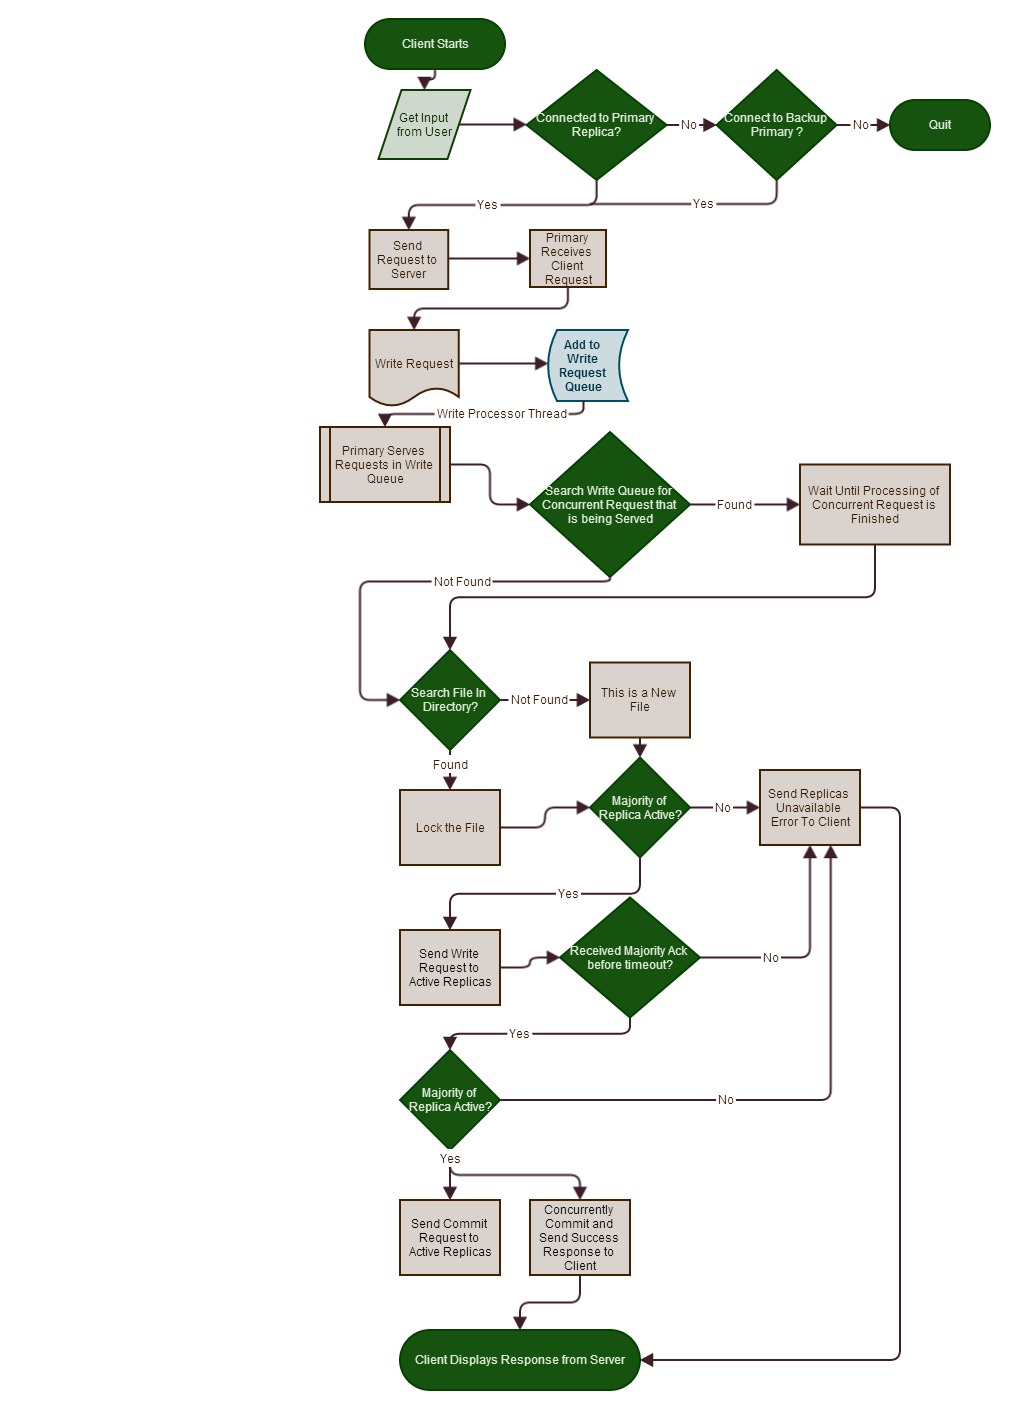 Client Starts
Get Input
from User
Connected to Primary
Replica?
No
Connect to Backup
Primary ?
No
Quit
Yes
Yes
Send
Request to
Server
Primary
Receives
Client
Request
Write Request
Add to
Write
Request
Queue
Write Processor Thread
Primary Serves
Requests in Write
Queue
Search Write Queue for
Concurrent Request that
is being Served
Found
Wait Until Processing of
Concurrent Request is
Finished
Not Found
Search File In
Directory?
Not Found
This is a New
File
Found
Lock the File
Majority of
Replica Active?
No
Send Replicas
Unavailable
Error To Client
Yes
Send Write
Request to
Active Replicas
Received Majority Ack
before timeout?
No
Yes
Majority of
Replica Active?
No
Yes
Send Commit
Request to
Active Replicas
Concurrently
Commit and
Send Success
Response to
Client
Client Displays Response from Server